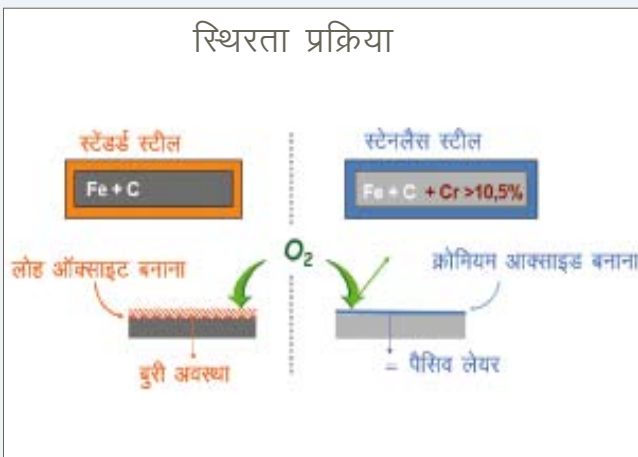 स्थिरता प्रक्रिया
स्टेंडर्ड स्टील
Fe + C
स्टेनलैस स्टील
Fe + C + Cr >10,5%
O₂
लोह ऑक्साइट बनाना
बुरी अवस्था
क्रोमियम आक्साइड बनाना
= पैसिव लेयर